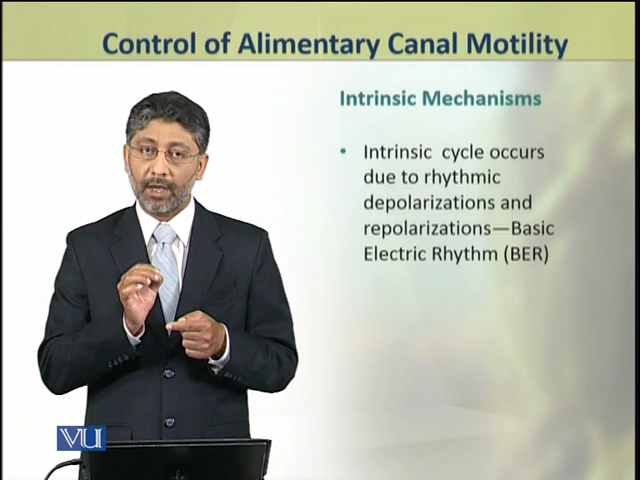 Control of Alimentary Canal Motility
Intrinsic Mechanisms
• Intrinsic cycle occurs
due to rhythmic
depolarizations and
repolarizations—Basic
Electric Rhythm (BER)
VU